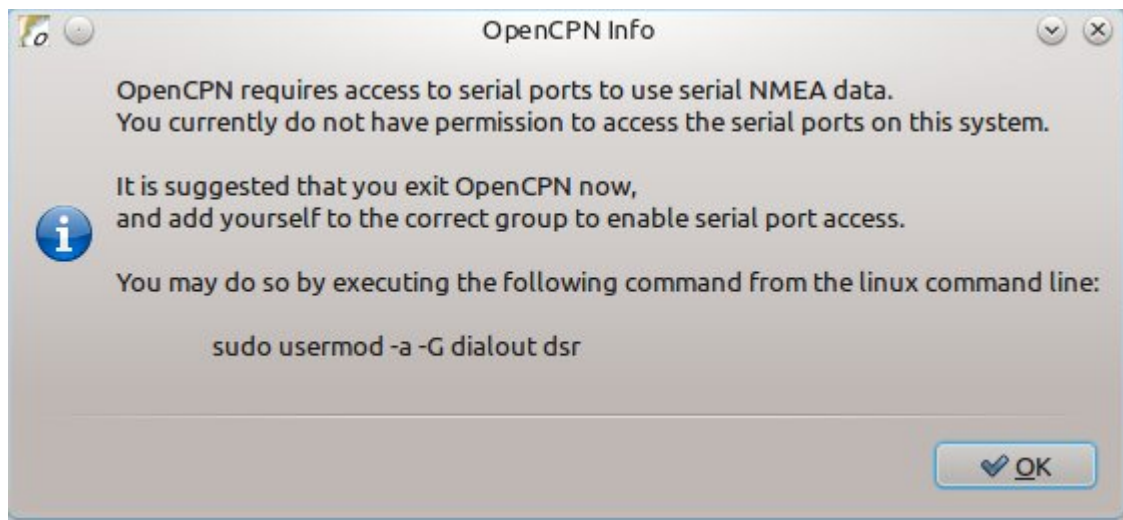 OpenCPN Info
OpenCPN requires access to serial ports to use serial NMEA data.
You currently do not have permission to access the serial ports on this system.
It is suggested that you exit OpenCPN now,
and add yourself to the correct group to enable serial port access.
You may do so by executing the following command from the linux command line:
sudo usermod -a -G dialout dsr
OK